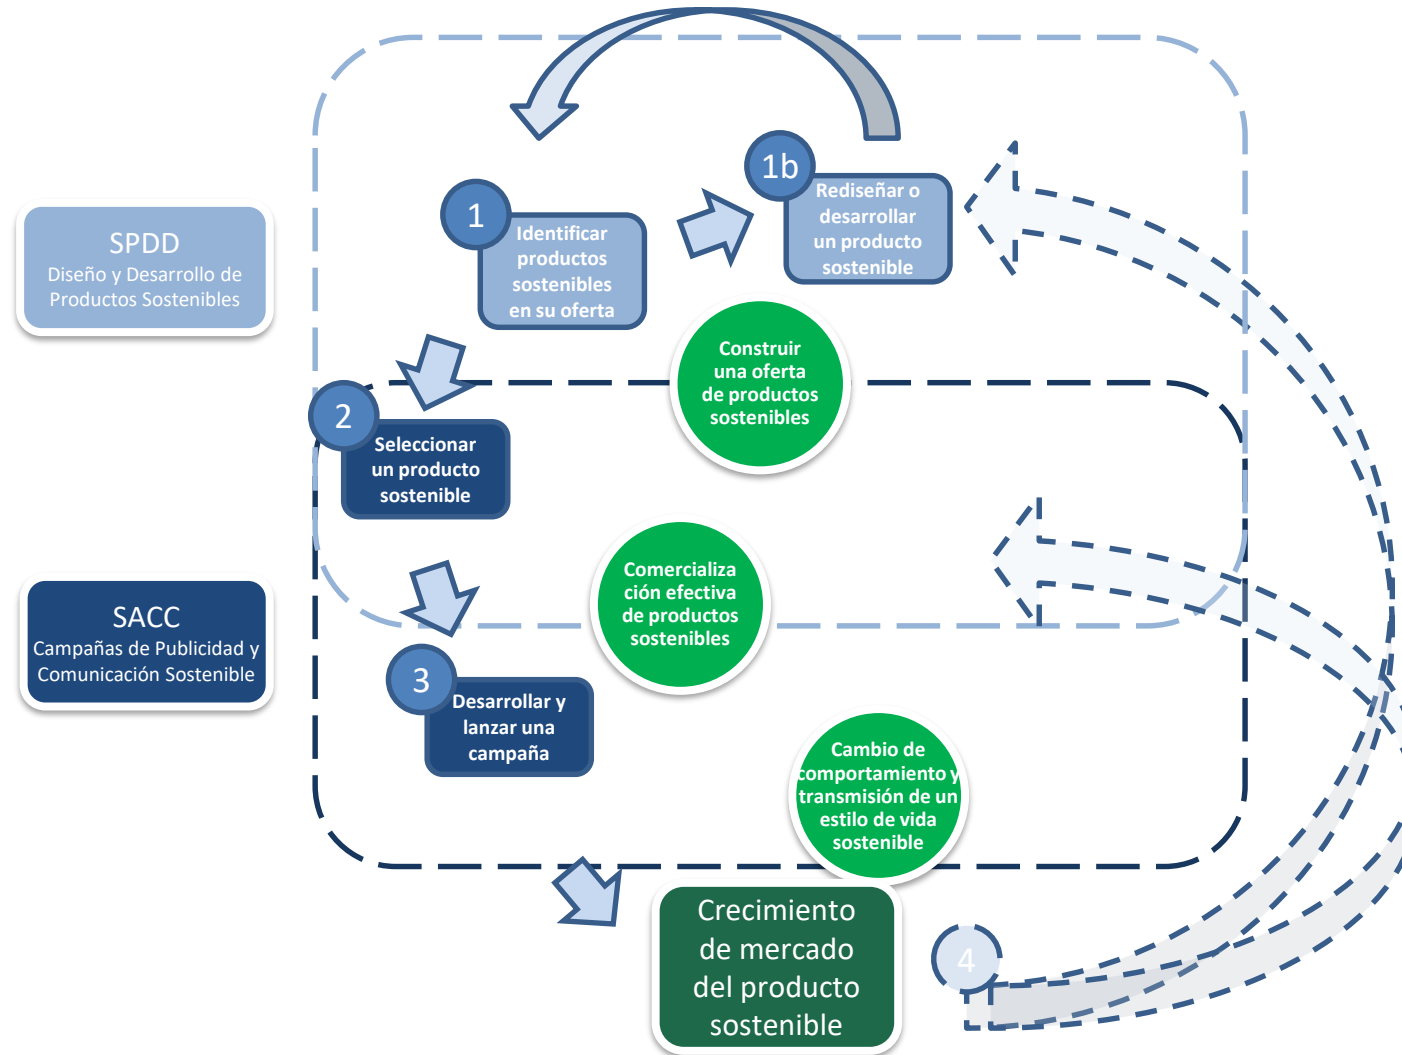 1b
Rediseñar o
desarrollar
un producto
sostenible
1
Identificar
productos
sostenibles
en su oferta
SPDD
Diseño y Desarrollo de
Productos Sostenibles
Construir
una oferta
de productos
sostenibles
2
Seleccionar
un producto
sostenible
Comercializa
ción efectiva
de productos
sostenibles
SACC
Campañas de Publicidad y
Comunicación Sostenible
3
Desarrollar y
lanzar una
campaña
Cambio de
comportamiento y
transmisión de un
estilo de vida
sostenible
Crecimiento
de mercado
del producto
sostenible
4